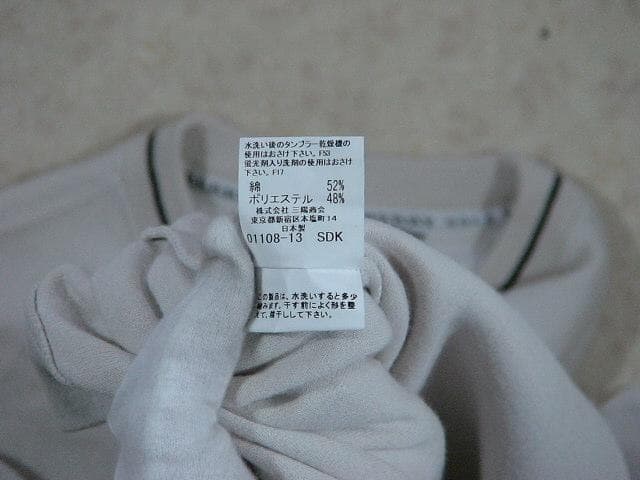 水洗い後のタンブラー乾燥機の
使用はおさけ下さい。F53
蛍光剤入り洗剤の使用はおさけ
下さい。F17
綿 52%
ポリエステル 48%
株式会社 三陽商会
東京都新宿区本塩町14
日本製
01108-13 SDK
この製品は、水洗いすると多少
縮みます。干す前によく形を整
えて、陰干しして下さい。